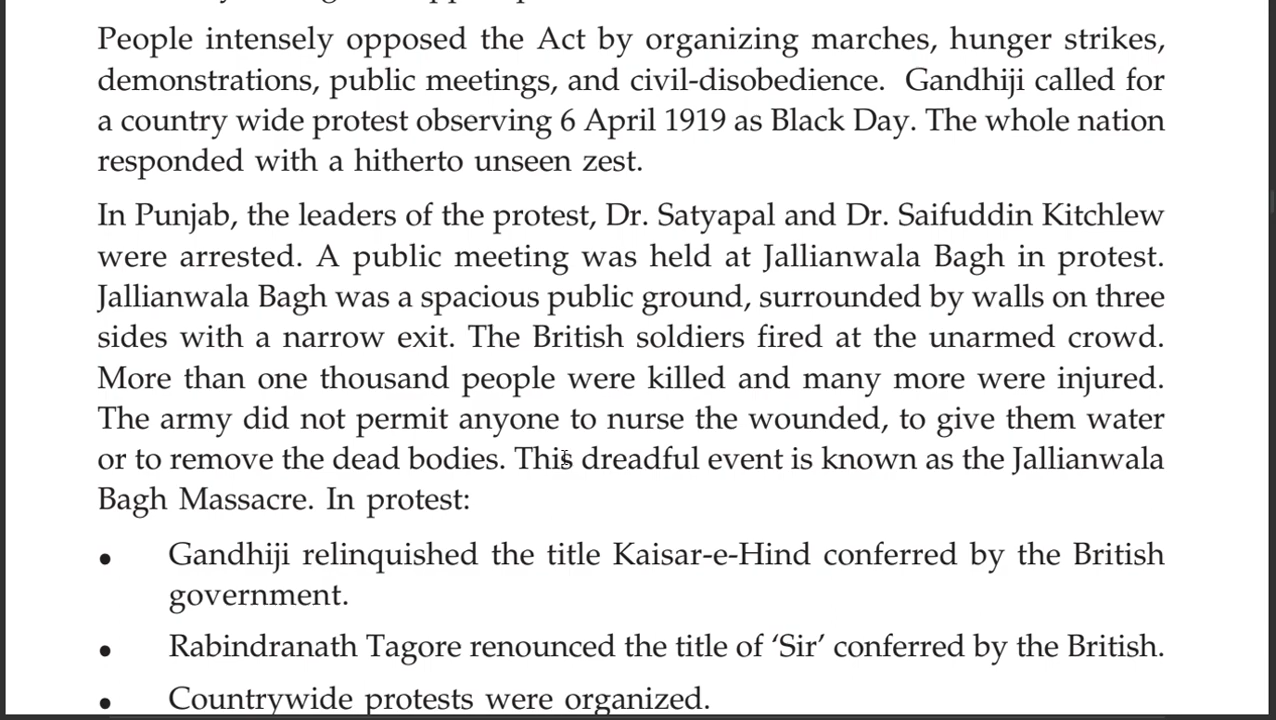 People intensely opposed the Act by organizing marches, hunger strikes,
demonstrations, public meetings, and civil-disobedience. Gandhiji called for
a country wide protest observing 6 April 1919 as Black Day. The whole nation
responded with a hitherto unseen zest.
In Punjab, the leaders of the protest, Dr. Satyapal and Dr. Saifuddin Kitchlew
were arrested. A public meeting was held at Jallianwala Bagh in protest.
Jallianwala Bagh was a spacious public ground, surrounded by walls on three
sides with a narrow exit. The British soldiers fired at the unarmed crowd.
More than one thousand people were killed and many more were injured.
The army did not permit anyone to nurse the wounded, to give them water
or to remove the dead bodies. This dreadful event is known as the Jallianwala
Bagh Massacre. In protest:
• Gandhiji relinquished the title Kaisar-e-Hind conferred by the British
government.
• Rabindranath Tagore renounced the title of ‘Sir’ conferred by the British.
• Countrywide protests were organized.